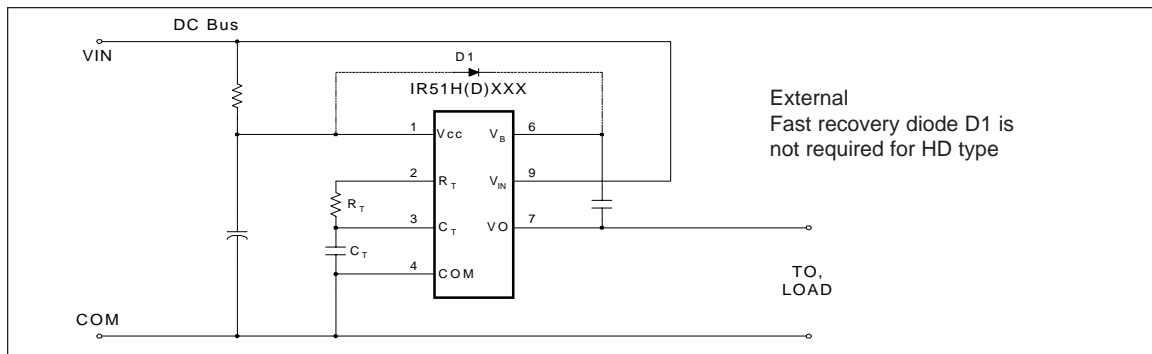 DC Bus
VIN
D1
IR51H(D)XXX
External
Fast recovery diode D1 is
not required for HD type
1 Vcc VB 6
2 RT VIN 9
RT
3 CT VO 7
CT
4 COM
TO,
LOAD
COM